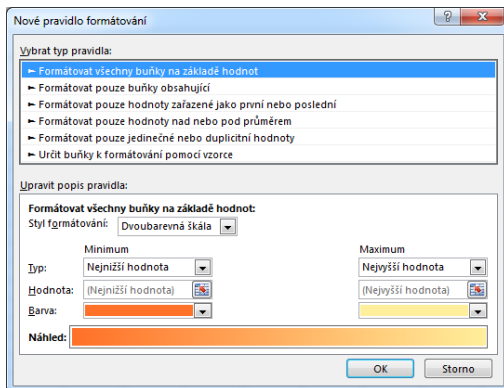 Nové pravidlo formátování
Vybrat typ pravidla:
► Formátovat všechny buňky na základě hodnot
► Formátovat pouze buňky obsahující
► Formátovat pouze hodnoty zařazené jako první nebo poslední
► Formátovat pouze hodnoty nad nebo pod průměrem
► Formátovat pouze jedinečné nebo duplicitní hodnoty
► Určit buňky k formátování pomocí vzorce
Upravit popis pravidla:
Formátovat všechny buňky na základě hodnot:
Styl formátování: Dvoubarevná škála
Minimum Maximum
Typ: Nejnižší hodnota Nejvyšší hodnota
Hodnota: (Nejnižší hodnota) (Nejvyšší hodnota)
Barva:
Náhled:
OK Storno